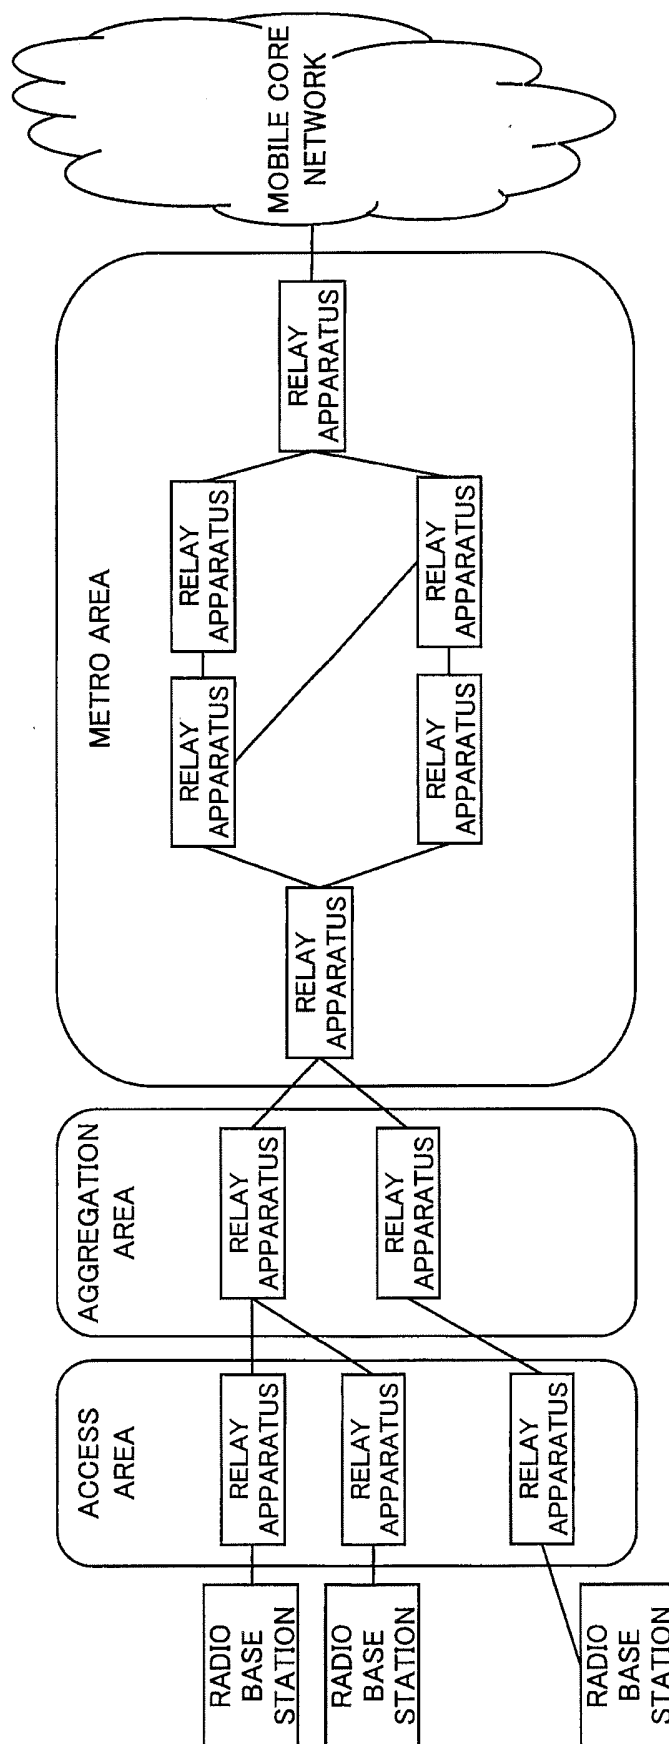 RADIO
BASE
STATION
RADIO
BASE
STATION
RADIO
BASE
STATION
ACCESS
AREA
RELAY
APPARATUS
RELAY
APPARATUS
RELAY
APPARATUS
AGGREGATION
AREA
RELAY
APPARATUS
RELAY
APPARATUS
METRO AREA
RELAY
APPARATUS
RELAY
APPARATUS
RELAY
APPARATUS
RELAY
APPARATUS
RELAY
APPARATUS
RELAY
APPARATUS
MOBILE CORE
NETWORK